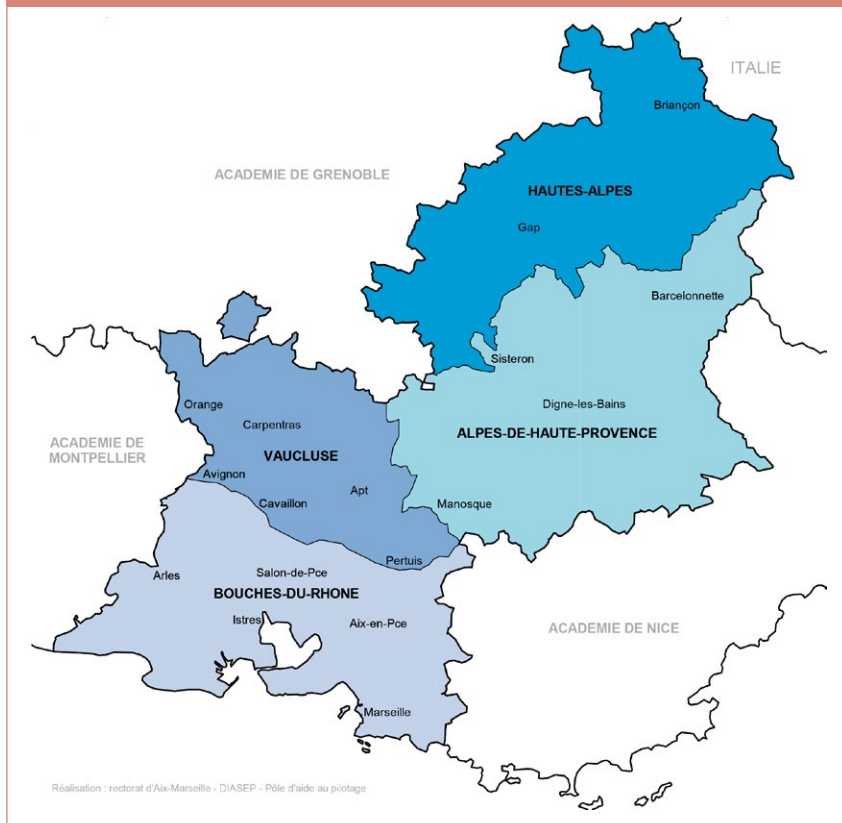 ITALIE
Briançon
ACADEMIE DE GRENOBLE
HAUTES-ALPES
Gap
Barcelonnette
Sisteron
Orange
Digne-les-Bains
Carpentras
ALPES-DE-HAUTE-PROVENCE
ACADEMIE DE
MONTPELLIER
VAUCLUSE
Avignon
Apt
Cavaillon
Manosque
Pertuis
Arles
Salon-de-Pce
BOUCHES-DU-RHONE
Istres
Aix-en-Pce
ACADEMIE DE NICE
Marseille
Réalisation : rectorat d'Aix-Marseille - DIASEP - Pôle d'aide au pilotage